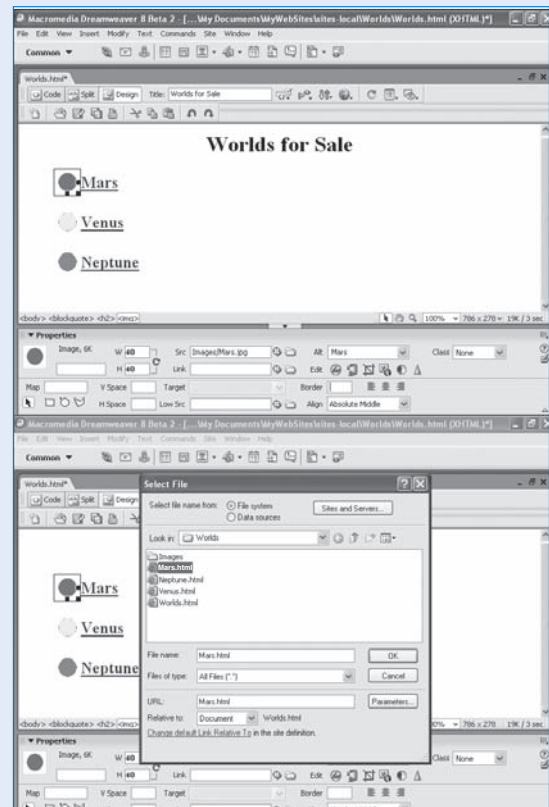 Macromedia Dreamweaver 8 Beta 2 - [...\My Documents\MyWebSites\sites-local\Worlds\Worlds.html (XHTML)*]
File Edit View Insert Modify Text Commands Site Window Help
Common
Worlds.html*
Code Split Design Title: Worlds for Sale
Worlds for Sale
Mars
Venus
Neptune
<body> <blockquote> <h2> <img> 100% 786 x 278 19K / 3 sec
Properties
Image, 6K W 40 Src Images/Mars.jpg Alt Mars Class None
H 40 Link Edit
Map V Space Target Border
H Space Low Src Align Absolute Middle
Macromedia Dreamweaver 8 Beta 2 - [...\My Documents\MyWebSites\sites-local\Worlds\Worlds.html (XHTML)*]
File Edit View Insert Modify Text Commands Site Window Help
Common
Worlds.html*
Code Split Design
Select File
Select file name from: File system Sites and Servers...
Data sources
Look in: Worlds
Images
Mars.html
Neptune.html
Venus.html
Worlds.html
Mars
Venus
Neptune
File name: Mars.html OK
Files of type: All Files (*.*) Cancel
URL: Mars.html Parameters...
Relative to: Document Worlds.html
Change default Link Relative To in the site definition.
<body> <blockquote> <h2> <img> 786 x 278 19K / 3 sec
Properties
Image, 6K W 40 Class None
H 40 Link Edit
Map V Space Target Border